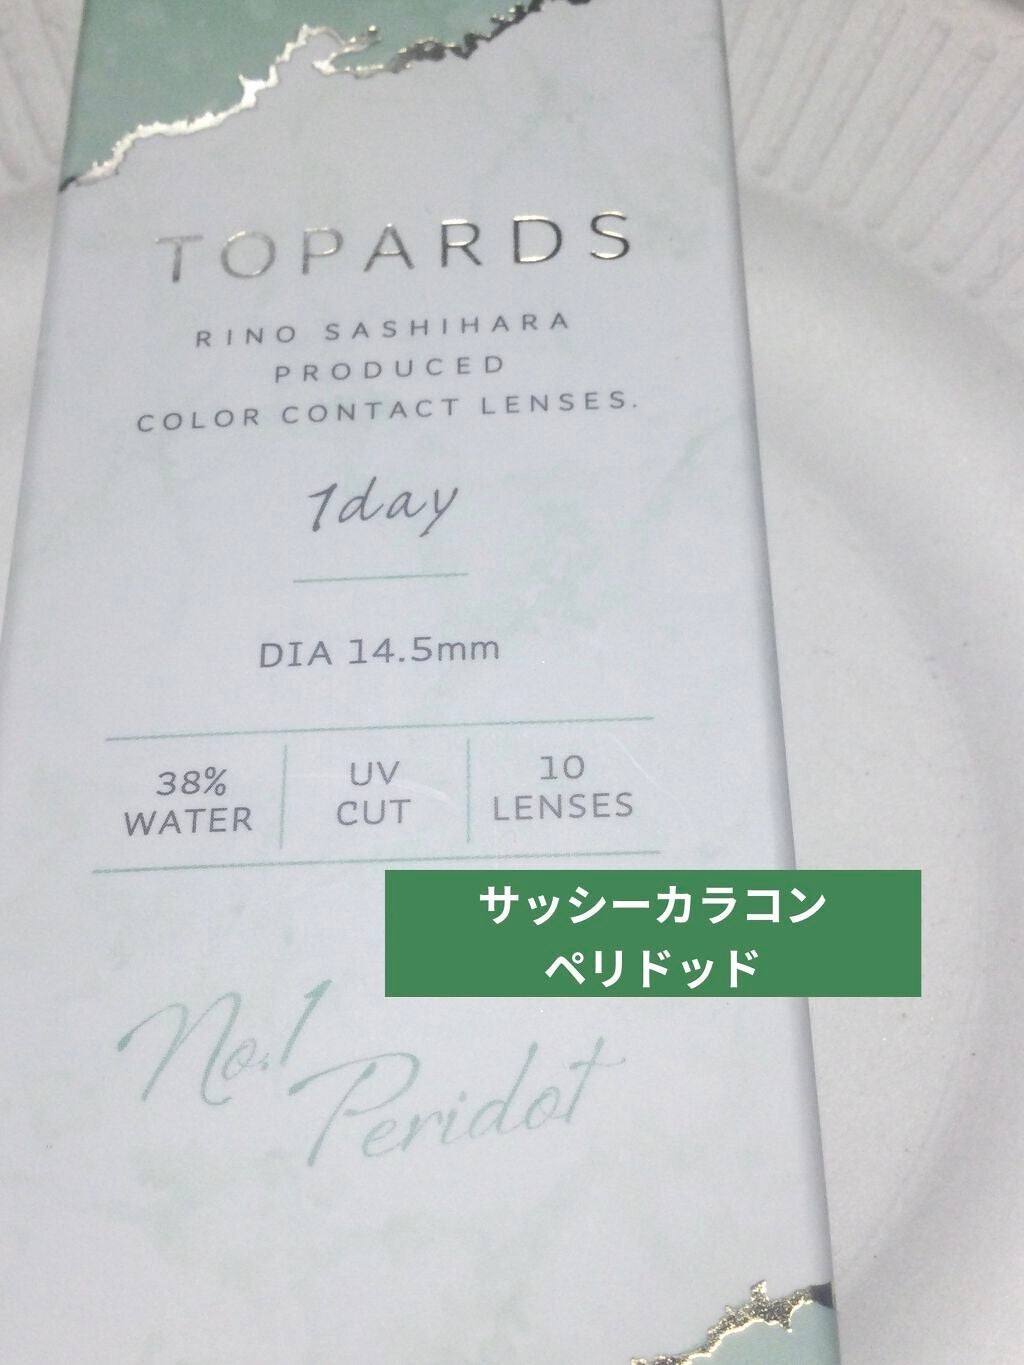 TOPARDS
RINO SASHIHARA
PRODUCED
COLOR CONTACT LENSES.
1day
DIA 14.5mm
38%
WATER
UV
CUT
10
LENSES
サッシーカラコン
ペリドッド
No.1
Peridot